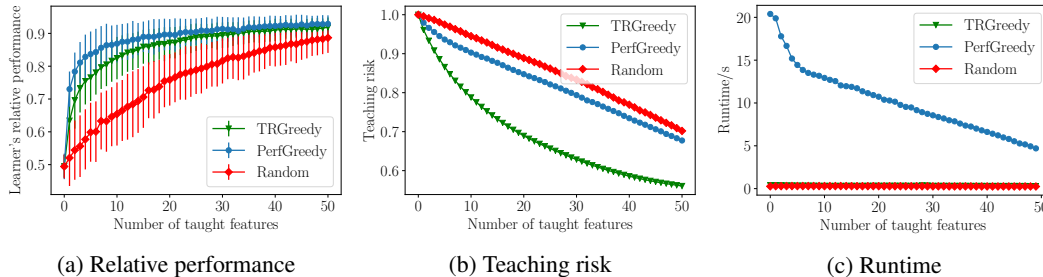 Learner's relative performance
0.9
0.8
0.7
0.6
0.5
TRGreedy
PerfGreedy
Random
0 10 20 30 40 50
Number of taught features
(a) Relative performance
Teaching risk
1.0
0.9
0.8
0.7
0.6
TRGreedy
PerfGreedy
Random
0 10 20 30 40 50
Number of taught features
(b) Teaching risk
Runtime/s
20
15
10
5
0
TRGreedy
PerfGreedy
Random
0 10 20 30 40 50
Number of taught features
(c) Runtime